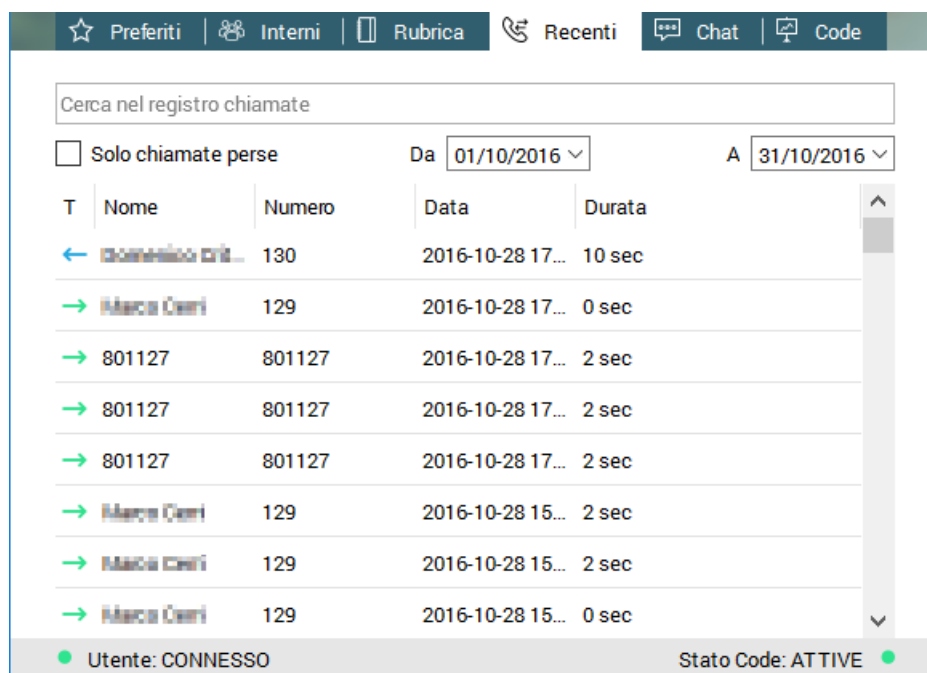 Preferiti Interni Rubrica Recenti Chat Code
Cerca nel registro chiamate
Solo chiamate perse Da 01/10/2016 A 31/10/2016
T Nome Numero Data Durata
130 2016-10-28 17... 10 sec
129 2016-10-28 17... 0 sec
801127 801127 2016-10-28 17... 2 sec
801127 801127 2016-10-28 17... 2 sec
801127 801127 2016-10-28 17... 2 sec
129 2016-10-28 15... 2 sec
129 2016-10-28 15... 2 sec
129 2016-10-28 15... 0 sec
Utente: CONNESSO Stato Code: ATTIVE